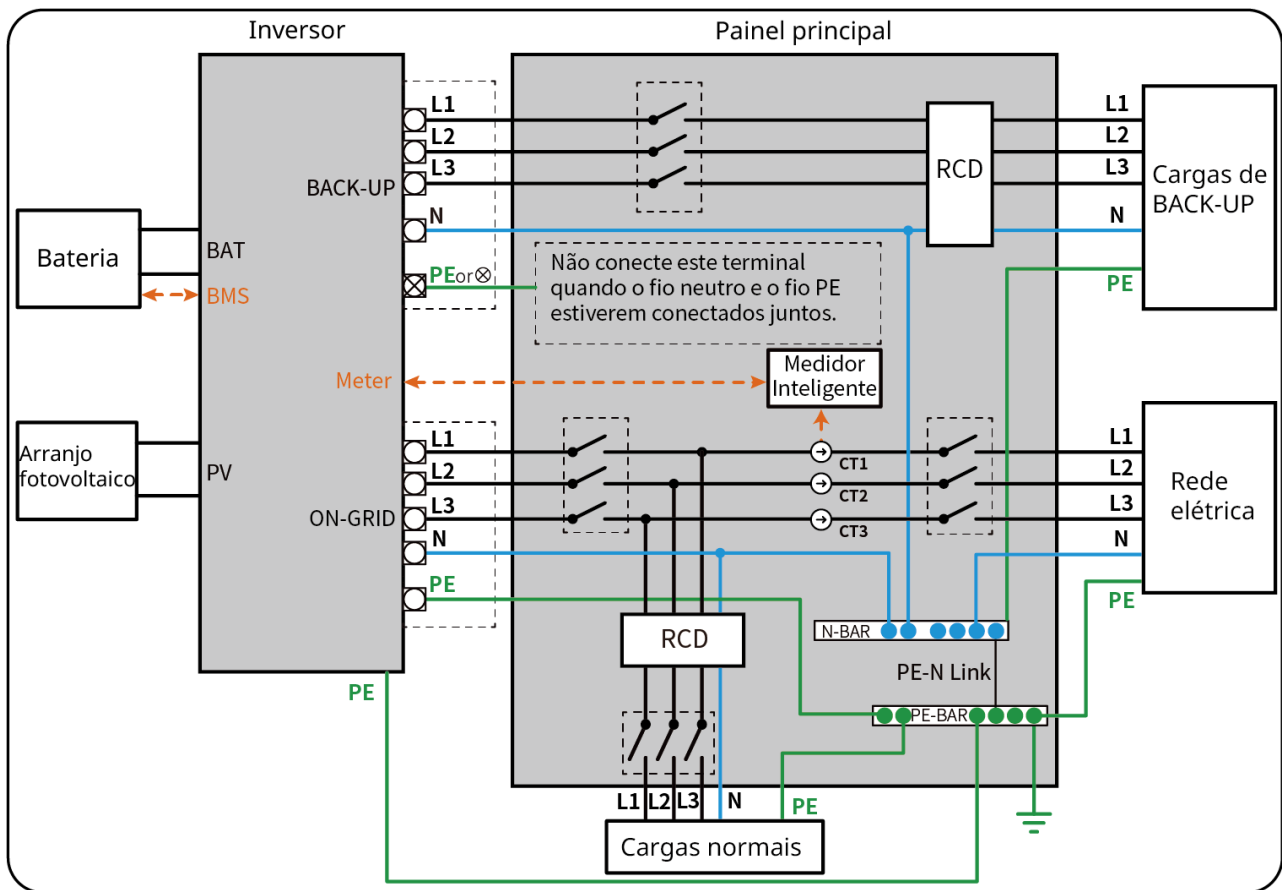 Inversor
Painel principal
L1
L2
L3
BACK-UP
N
PEor⊗
RCD
L1
L2
L3
N
PE
Cargas de
BACK-UP
Bateria
BAT
BMS
Não conecte este terminal
quando o fio neutro e o fio PE
estiverem conectados juntos.
Meter
Medidor
Inteligente
Arranjo
fotovoltaico
PV
ON-GRID
L1
L2
L3
N
PE
CT1
CT2
CT3
L1
L2
L3
N
PE
Rede
elétrica
RCD
N-BAR
PE-N Link
PE-BAR
PE
L1
L2
L3
N
PE
Cargas normais